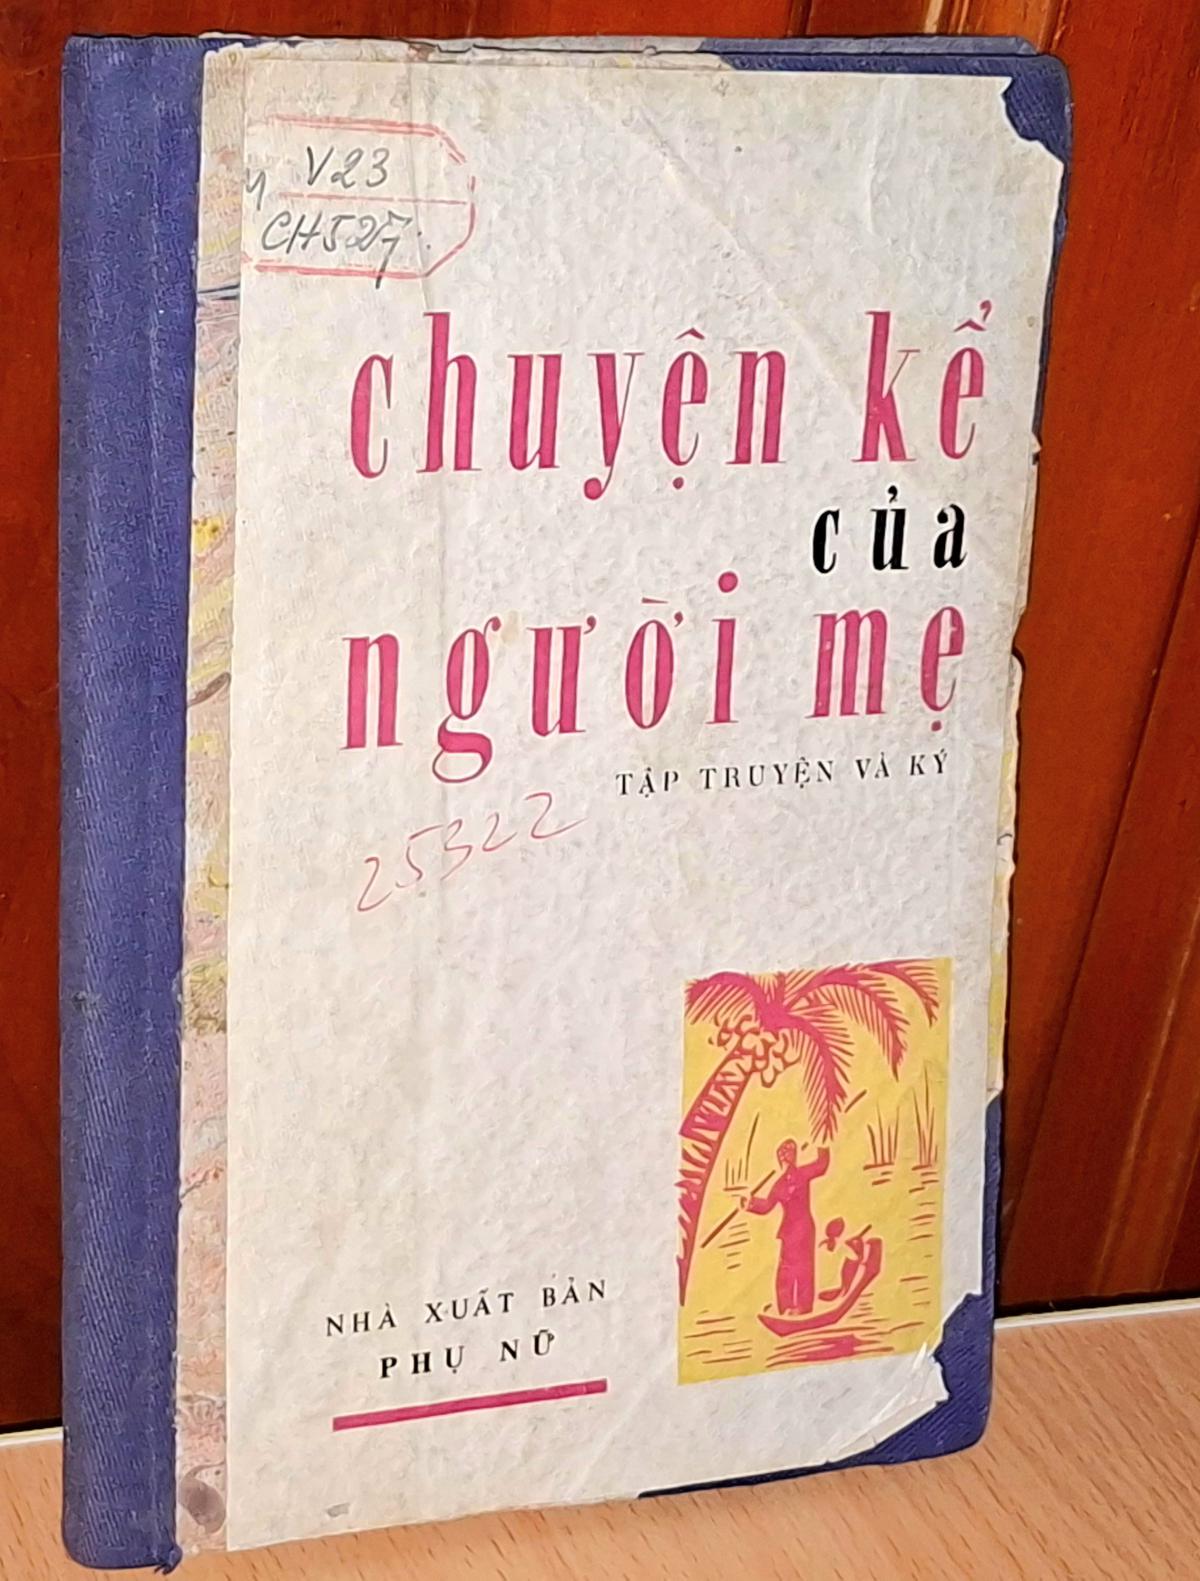 V23
CH527
chuyện kể
của
người mẹ
TẬP TRUYỆN VÀ KÝ
25322
NHÀ XUẤT BẢN
PHỤ NỮ